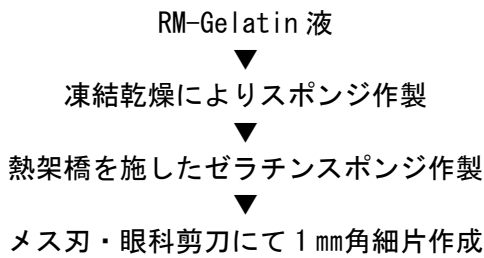 RM-Gelatin 液
▼
凍結乾燥によりスポンジ作製
▼
熱架橋を施したゼラチンスポンジ作製
▼
メス刃・眼科剪刀にて１㎜角細片作成